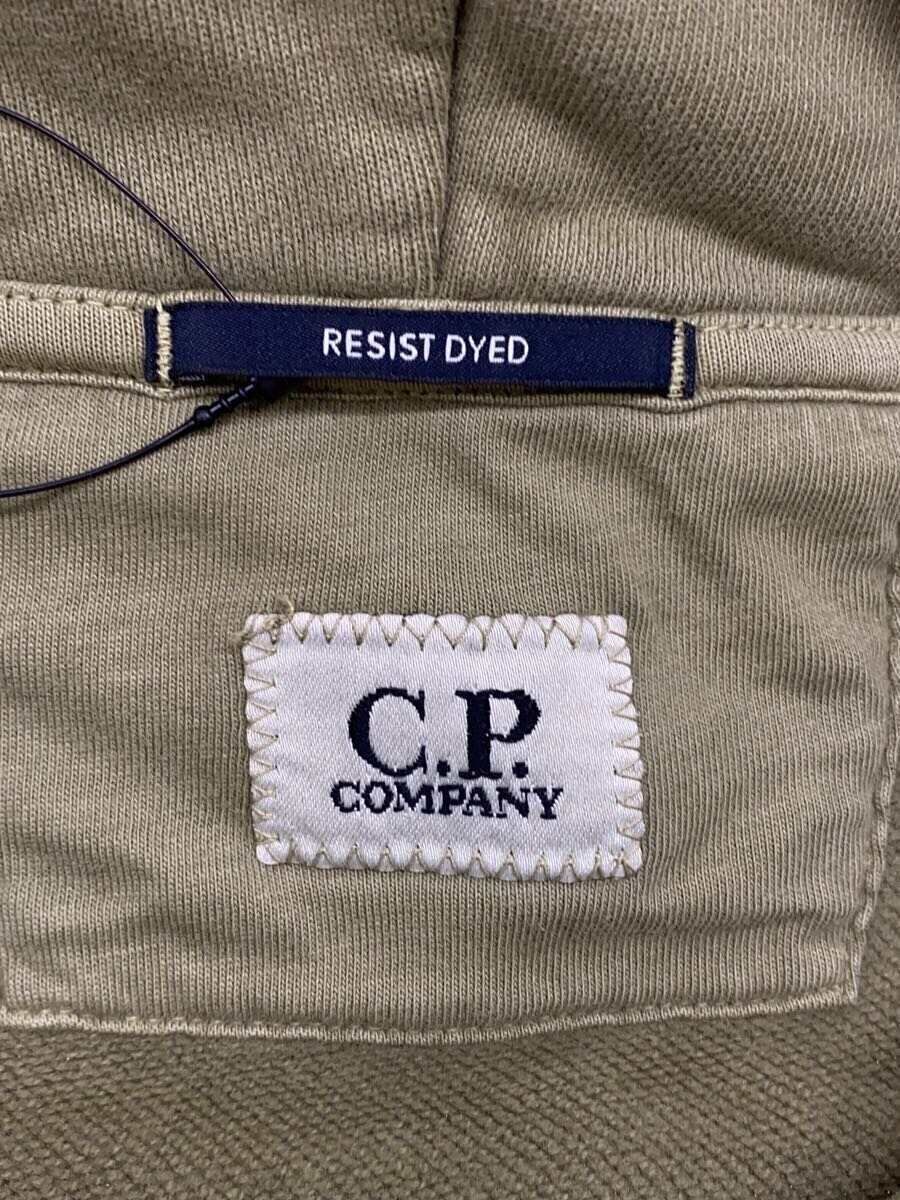 RESIST DYED
C.P.
COMPANY